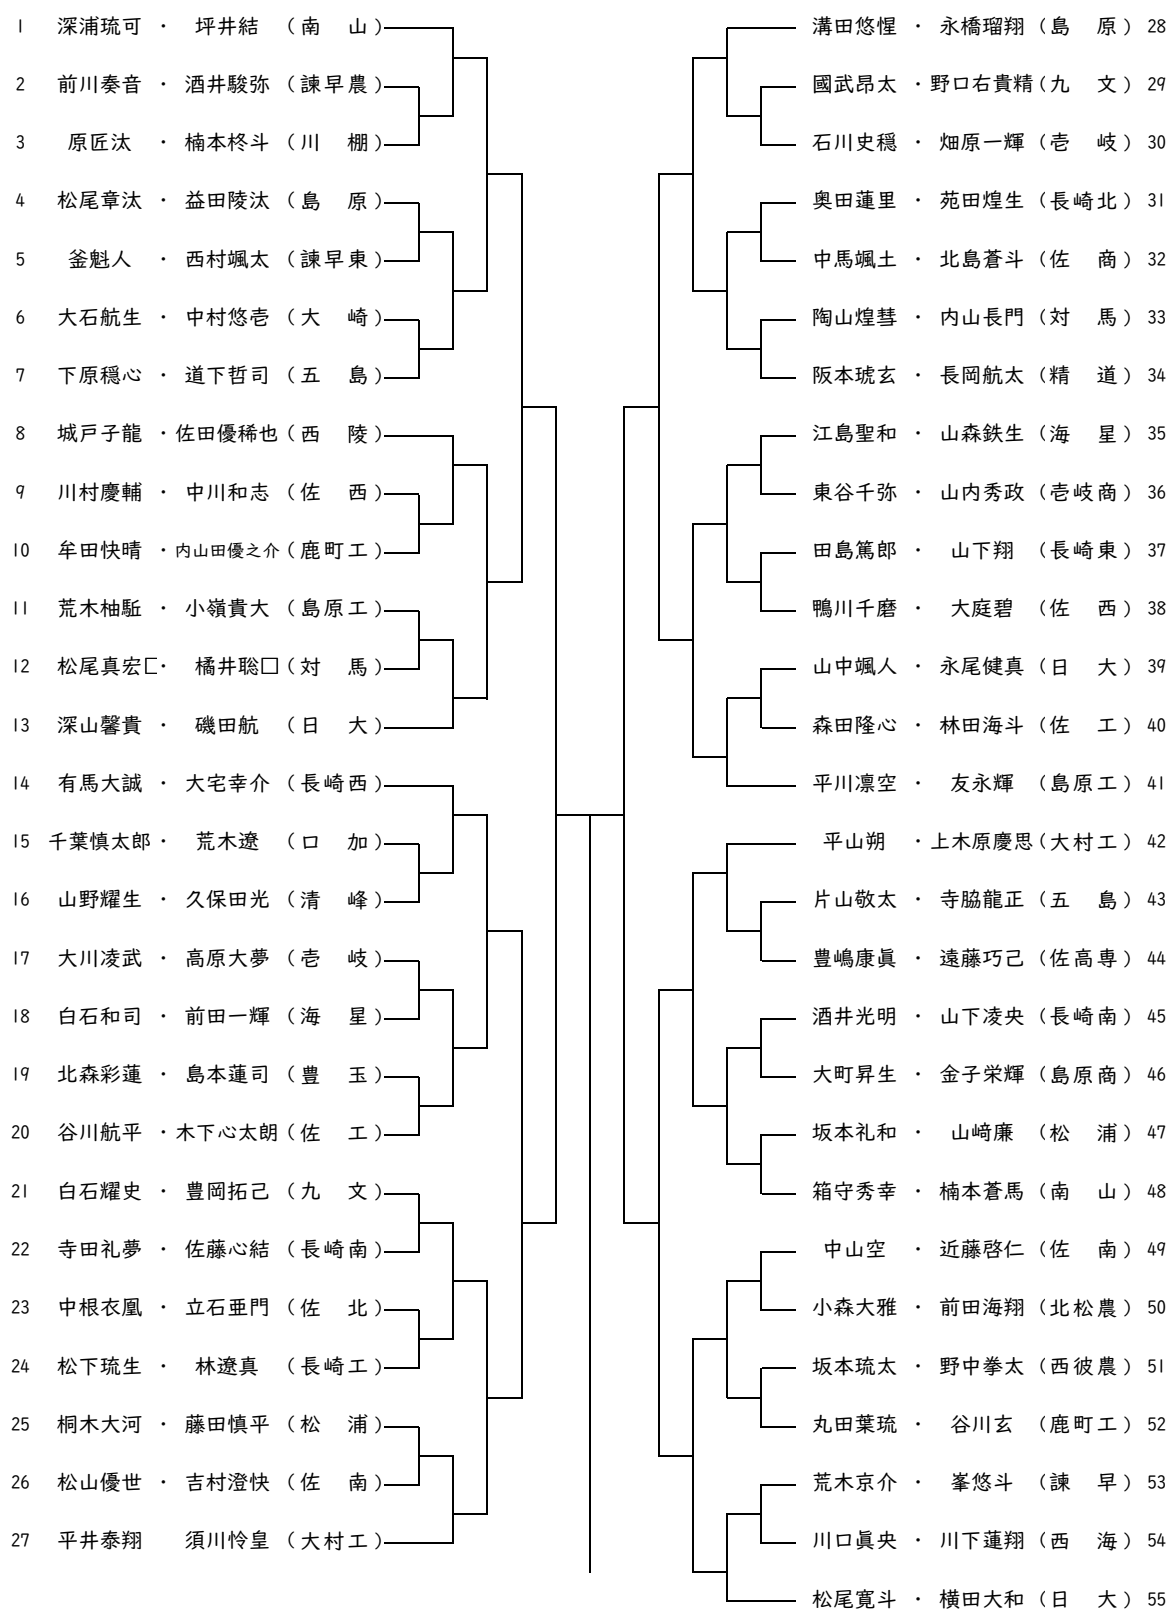 1 深浦琉可 ・ 坪井結 （南 山）
2 前川奏音 ・ 酒井駿弥 （諫早農）
3 原匠汰 ・ 楠本柊斗 （川 棚）
4 松尾章汰 ・ 益田陵汰 （島 原）
5 釜魁人 ・ 西村颯太 （諫早東）
6 大石航生 ・ 中村悠壱 （大 崎）
7 下原穏心 ・ 道下哲司 （五 島）
8 城戸子龍 ・ 佐田優稀也 （西 陵）
9 川村慶輔 ・ 中川和志 （佐 西）
10 牟田快晴 ・ 内山田優之介 （鹿町工）
11 荒木柚駈 ・ 小嶺貴大 （島原工）
12 松尾真宏□ ・ 橘井聡□ （対 馬）
13 深山馨貴 ・ 磯田航 （日 大）
14 有馬大誠 ・ 大宅幸介 （長崎西）
15 千葉慎太郎 ・ 荒木遼 （口 加）
16 山野耀生 ・ 久保田光 （清 峰）
17 大川凌武 ・ 高原大夢 （壱 岐）
18 白石和司 ・ 前田一輝 （海 星）
19 北森彩蓮 ・ 島本蓮司 （豊 玉）
20 谷川航平 ・ 木下心太朗 （佐 工）
21 白石耀史 ・ 豊岡拓己 （九 文）
22 寺田礼夢 ・ 佐藤心結 （長崎南）
23 中根衣凰 ・ 立石亜門 （佐 北）
24 松下琉生 ・ 林遼真 （長崎工）
25 桐木大河 ・ 藤田慎平 （松 浦）
26 松山優世 ・ 吉村澄快 （佐 南）
27 平井泰翔 須川怜皇 （大村工）
溝田悠惺 ・ 永橋瑠翔 （島 原） 28
國武昂太 ・ 野口右貴精 （九 文） 29
石川史穏 ・ 畑原一輝 （壱 岐） 30
奥田蓮里 ・ 苑田煌生 （長崎北） 31
中馬颯土 ・ 北島蒼斗 （佐 商） 32
陶山煌彗 ・ 内山長門 （対 馬） 33
阪本琥玄 ・ 長岡航太 （精 道） 34
江島聖和 ・ 山森鉄生 （海 星） 35
東谷千弥 ・ 山内秀政 （壱岐商） 36
田島篤郎 ・ 山下翔 （長崎東） 37
鴨川千磨 ・ 大庭碧 （佐 西） 38
山中颯人 ・ 永尾健真 （日 大） 39
森田隆心 ・ 林田海斗 （佐 工） 40
平川凛空 ・ 友永輝 （島原工） 41
平山朔 ・ 上木原慶思 （大村工） 42
片山敬太 ・ 寺脇龍正 （五 島） 43
豊嶋康眞 ・ 遠藤巧己 （佐高専） 44
酒井光明 ・ 山下凌央 （長崎南） 45
大町昇生 ・ 金子栄輝 （島原商） 46
坂本礼和 ・ 山﨑廉 （松 浦） 47
箱守秀幸 ・ 楠本蒼馬 （南 山） 48
中山空 ・ 近藤啓仁 （佐 南） 49
小森大雅 ・ 前田海翔 （北松農） 50
坂本琉太 ・ 野中拳太 （西彼農） 51
丸田葉琉 ・ 谷川玄 （鹿町工） 52
荒木京介 ・ 峯悠斗 （諫 早） 53
川口眞央 ・ 川下蓮翔 （西 海） 54
松尾寛斗 ・ 横田大和 （日 大） 55